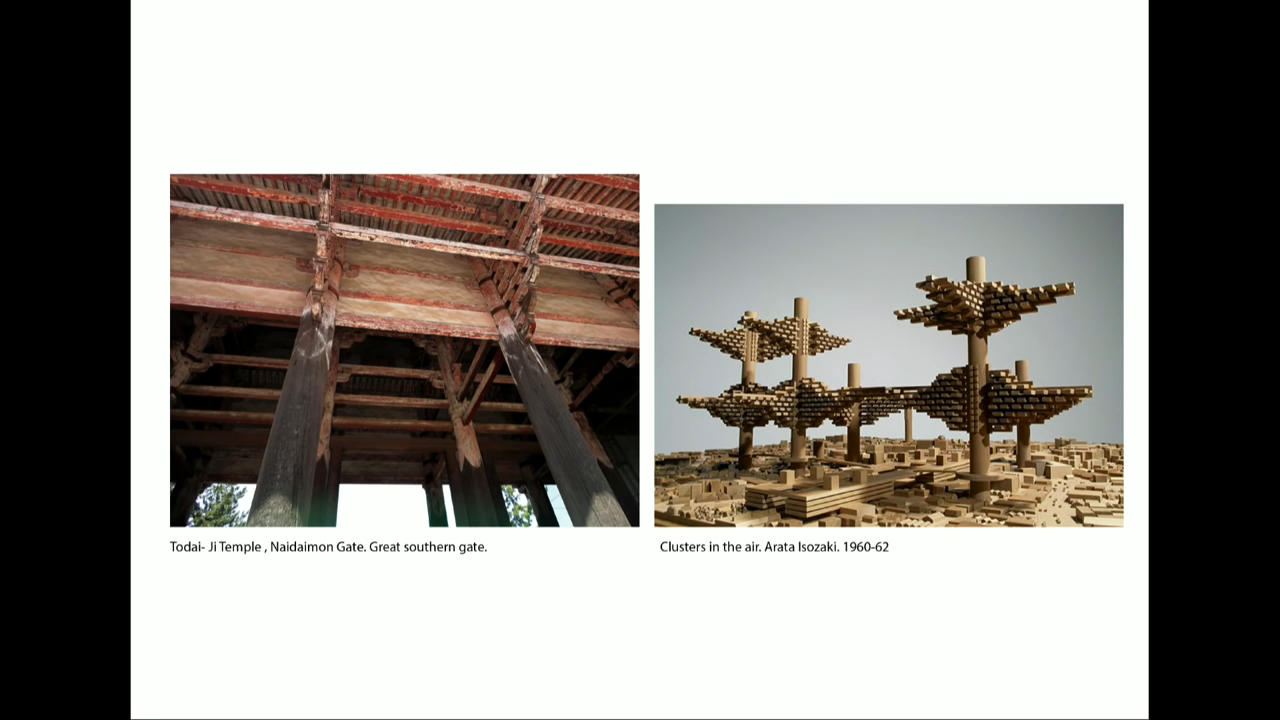 Todai- Ji Temple , Naidaimon Gate. Great southern gate.
Clusters in the air. Arata Isozaki. 1960-62